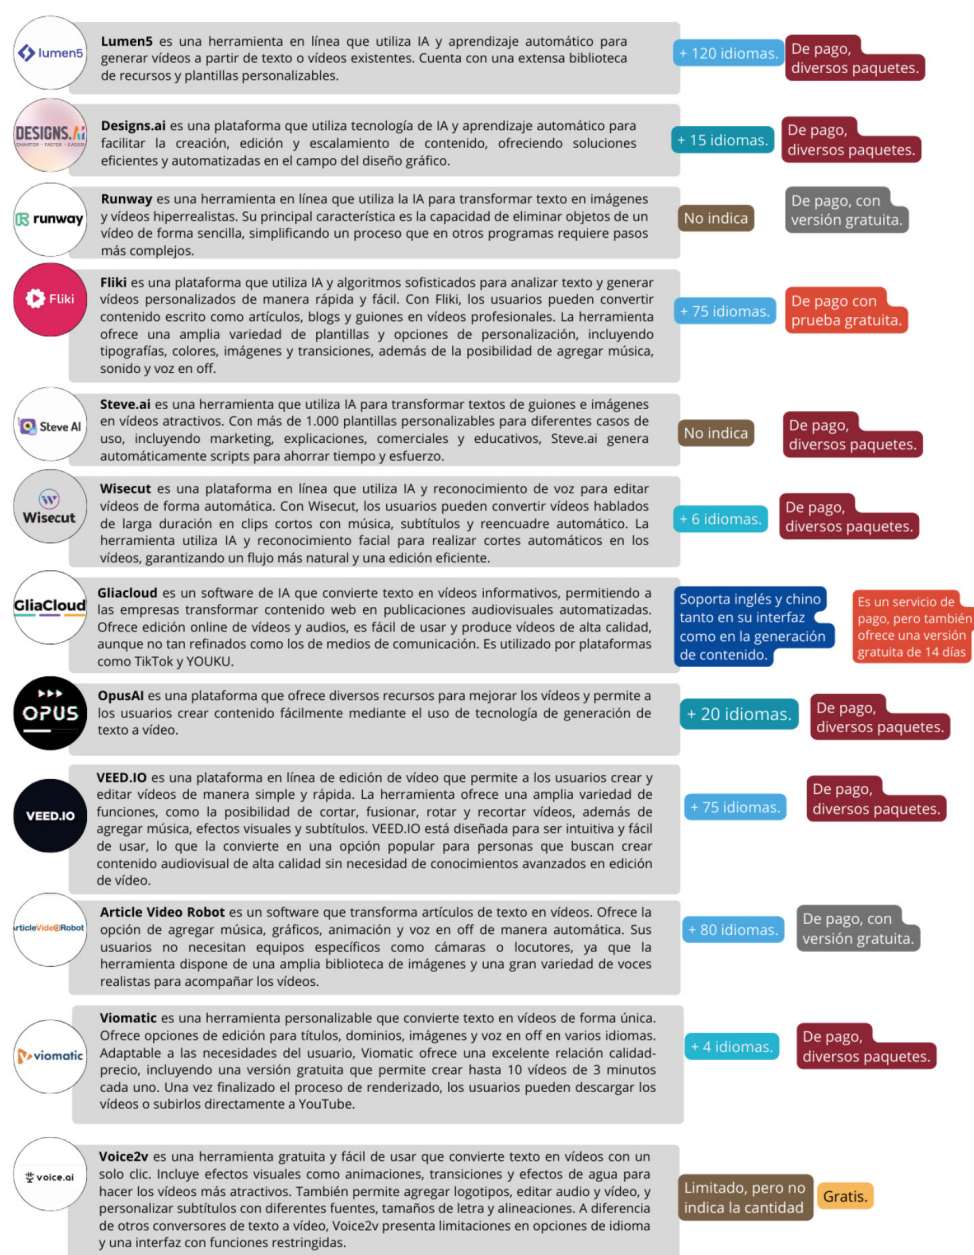 lumen5
Lumen5 es una herramienta en línea que utiliza IA y aprendizaje automático para
generar vídeos a partir de texto o vídeos existentes. Cuenta con una extensa biblioteca
de recursos y plantillas personalizables.
+ 120 idiomas.
De pago,
diversos paquetes.
DESIGNS.Ai
SMARTER - FASTER - EASIER
Designs.ai es una plataforma que utiliza tecnología de IA y aprendizaje automático para
facilitar la creación, edición y escalamiento de contenido, ofreciendo soluciones
eficientes y automatizadas en el campo del diseño gráfico.
+ 15 idiomas.
De pago,
diversos paquetes.
runway
Runway es una herramienta en línea que utiliza la IA para transformar texto en imágenes
y vídeos hiperrealistas. Su principal característica es la capacidad de eliminar objetos de un
vídeo de forma sencilla, simplificando un proceso que en otros programas requiere pasos
más complejos.
No indica
De pago, con
versión gratuita.
Fliki
Fliki es una plataforma que utiliza IA y algoritmos sofisticados para analizar texto y generar
vídeos personalizados de manera rápida y fácil. Con Fliki, los usuarios pueden convertir
contenido escrito como artículos, blogs y guiones en vídeos profesionales. La herramienta
ofrece una amplia variedad de plantillas y opciones de personalización, incluyendo
tipografías, colores, imágenes y transiciones, además de la posibilidad de agregar música,
sonido y voz en off.
+ 75 idiomas.
De pago con
prueba gratuita.
Steve AI
Steve.ai es una herramienta que utiliza IA para transformar textos de guiones e imágenes
en vídeos atractivos. Con más de 1.000 plantillas personalizables para diferentes casos de
uso, incluyendo marketing, explicaciones, comerciales y educativos, Steve.ai genera
automáticamente scripts para ahorrar tiempo y esfuerzo.
No indica
De pago,
diversos paquetes.
W
Wisecut
Wisecut es una plataforma en línea que utiliza IA y reconocimiento de voz para editar
vídeos de forma automática. Con Wisecut, los usuarios pueden convertir vídeos hablados
de larga duración en clips cortos con música, subtítulos y reencuadre automático. La
herramienta utiliza IA y reconocimiento facial para realizar cortes automáticos en los
vídeos, garantizando un flujo más natural y una edición eficiente.
+ 6 idiomas.
De pago,
diversos paquetes.
GliaCloud
Gliacloud es un software de IA que convierte texto en vídeos informativos, permitiendo a
las empresas transformar contenido web en publicaciones audiovisuales automatizadas.
Ofrece edición online de vídeos y audios, es fácil de usar y produce vídeos de alta calidad,
aunque no tan refinados como los de medios de comunicación. Es utilizado por plataformas
como TikTok y YOUKU.
Soporta inglés y chino
tanto en su interfaz
como en la generación
de contenido.
Es un servicio de
pago, pero también
ofrece una versión
gratuita de 14 días
OPUS
OpusAI es una plataforma que ofrece diversos recursos para mejorar los vídeos y permite a
los usuarios crear contenido fácilmente mediante el uso de tecnología de generación de
texto a vídeo.
+ 20 idiomas.
De pago,
diversos paquetes.
VEED.IO
VEED.IO es una plataforma en línea de edición de vídeo que permite a los usuarios crear y
editar vídeos de manera simple y rápida. La herramienta ofrece una amplia variedad de
funciones, como la posibilidad de cortar, fusionar, rotar y recortar vídeos, además de
agregar música, efectos visuales y subtítulos. VEED.IO está diseñada para ser intuitiva y fácil
de usar, lo que la convierte en una opción popular para personas que buscan crear
contenido audiovisual de alta calidad sin necesidad de conocimientos avanzados en edición
de vídeo.
+ 75 idiomas.
De pago,
diversos paquetes.
rticleVideoRobot
Article Video Robot es un software que transforma artículos de texto en vídeos. Ofrece la
opción de agregar música, gráficos, animación y voz en off de manera automática. Sus
usuarios no necesitan equipos específicos como cámaras o locutores, ya que la
herramienta dispone de una amplia biblioteca de imágenes y una gran variedad de voces
realistas para acompañar los vídeos.
+ 80 idiomas.
De pago, con
versión gratuita.
viomatic
Viomatic es una herramienta personalizable que convierte texto en vídeos de forma única.
Ofrece opciones de edición para títulos, dominios, imágenes y voz en off en varios idiomas.
Adaptable a las necesidades del usuario, Viomatic ofrece una excelente relación calidad-
precio, incluyendo una versión gratuita que permite crear hasta 10 vídeos de 3 minutos
cada uno. Una vez finalizado el proceso de renderizado, los usuarios pueden descargar los
vídeos o subirlos directamente a YouTube.
+ 4 idiomas.
De pago,
diversos paquetes.
voice.ai
Voice2v es una herramienta gratuita y fácil de usar que convierte texto en vídeos con un
solo clic. Incluye efectos visuales como animaciones, transiciones y efectos de agua para
hacer los vídeos más atractivos. También permite agregar logotipos, editar audio y vídeo, y
personalizar subtítulos con diferentes fuentes, tamaños de letra y alineaciones. A diferencia
de otros conversores de texto a vídeo, Voice2v presenta limitaciones en opciones de idioma
y una interfaz con funciones restringidas.
Limitado, pero no
indica la cantidad
Gratis.